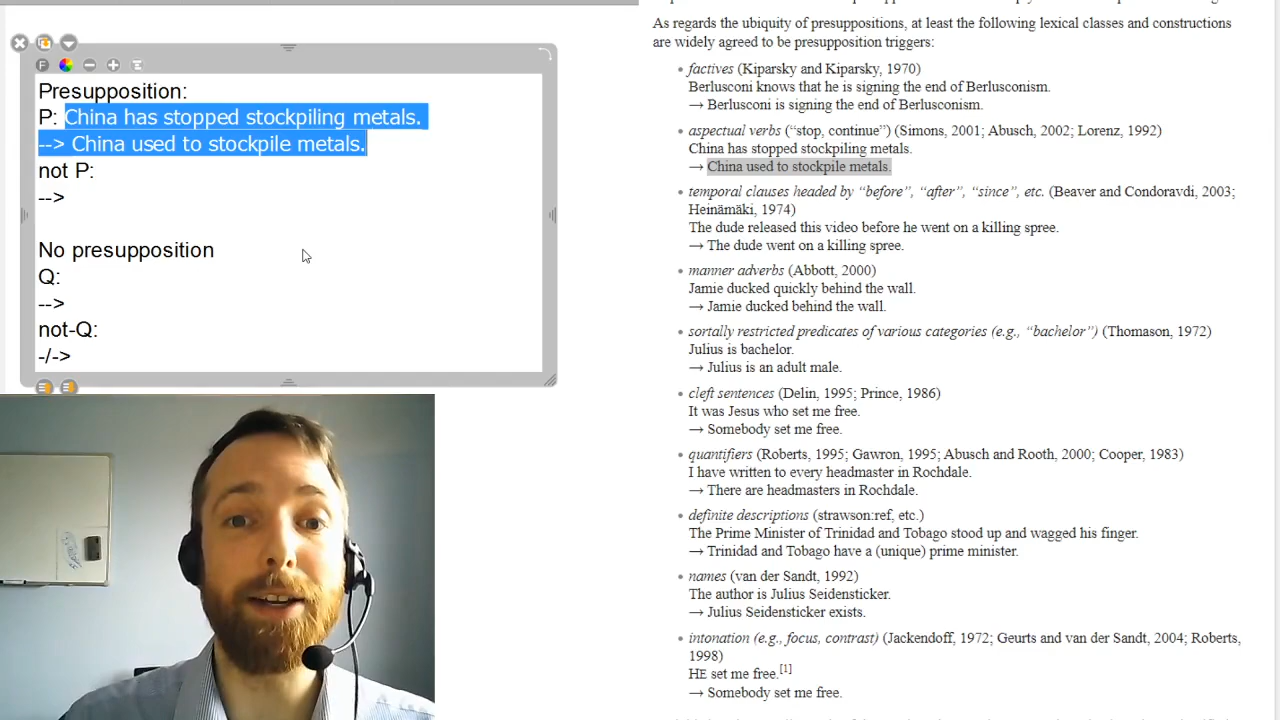 Presupposition:
P: China has stopped stockpiling metals.
--> China used to stockpile metals.
not P:
-->
No presupposition
Q:
-->
not-Q:
-/->
As regards the ubiquity of presuppositions, at least the following lexical classes and constructions
are widely agreed to be presupposition triggers:
• factives (Kiparsky and Kiparsky, 1970)
Berlusconi knows that he is signing the end of Berlusconism.
→ Berlusconi is signing the end of Berlusconism.
• aspectual verbs (“stop, continue”) (Simons, 2001; Abusch, 2002; Lorenz, 1992)
China has stopped stockpiling metals.
→ China used to stockpile metals.
• temporal clauses headed by “before”, “after”, “since”, etc. (Beaver and Condoravdi, 2003;
Heinämäki, 1974)
The dude released this video before he went on a killing spree.
→ The dude went on a killing spree.
• manner adverbs (Abbott, 2000)
Jamie ducked quickly behind the wall.
→ Jamie ducked behind the wall.
• sortally restricted predicates of various categories (e.g., “bachelor”) (Thomason, 1972)
Julius is bachelor.
→ Julius is an adult male.
• cleft sentences (Delin, 1995; Prince, 1986)
It was Jesus who set me free.
→ Somebody set me free.
• quantifiers (Roberts, 1995; Gawron, 1995; Abusch and Rooth, 2000; Cooper, 1983)
I have written to every headmaster in Rochdale.
→ There are headmasters in Rochdale.
• definite descriptions (strawson:ref, etc.)
The Prime Minister of Trinidad and Tobago stood up and wagged his finger.
→ Trinidad and Tobago have a (unique) prime minister.
• names (van der Sandt, 1992)
The author is Julius Seidensticker.
→ Julius Seidensticker exists.
• intonation (e.g., focus, contrast) (Jackendoff, 1972; Geurts and van der Sandt, 2004; Roberts,
1998)
HE set me free.[1]
→ Somebody set me free.